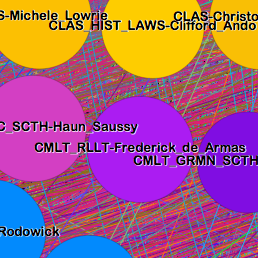 S-Michele_Lowrie
CLAS-Christo
CLAS_HIST_LAWS-Clifford_Ando
C_SCTH-Haun_Saussy
CMLT_RLLT-Frederick_de_Armas
CMLT_GRMN_SCTH
Rodowick